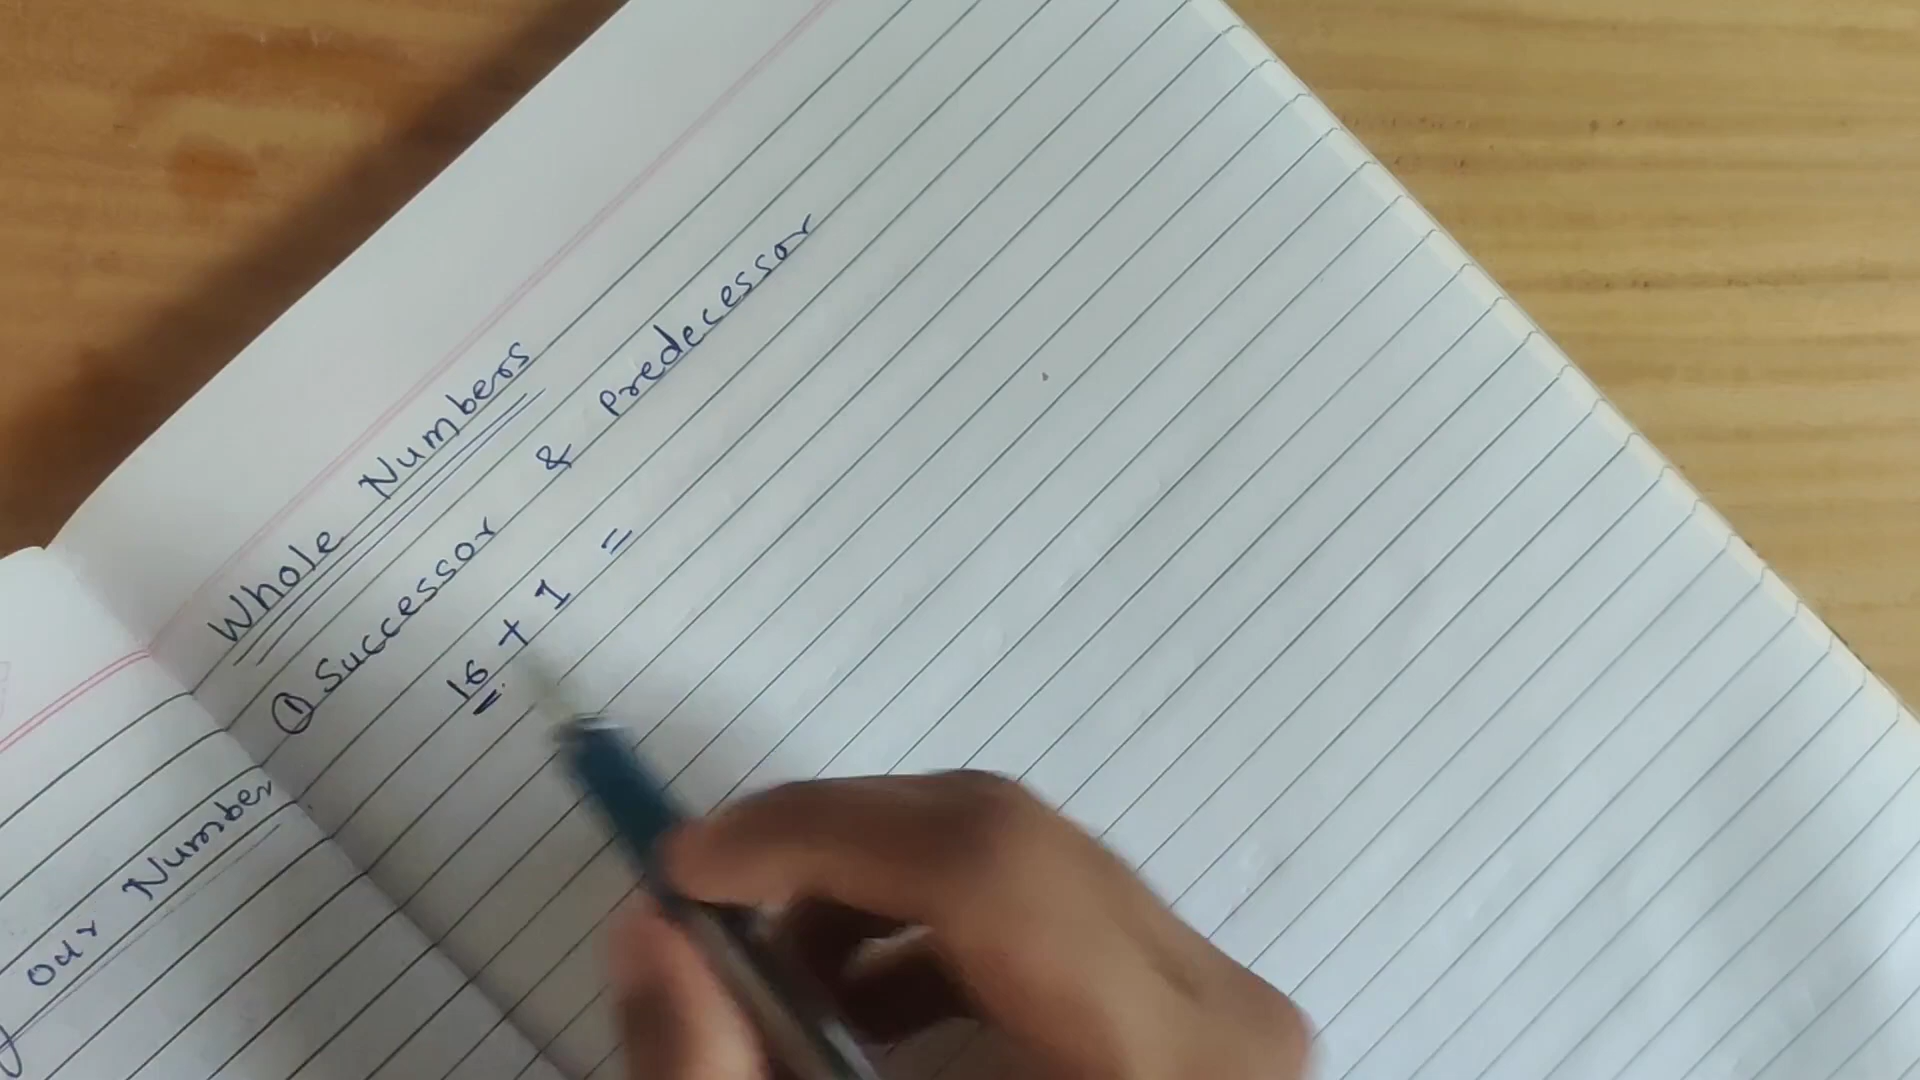 Whole Numbers
① Successor & Predecessor
16 + 1 =
our Number